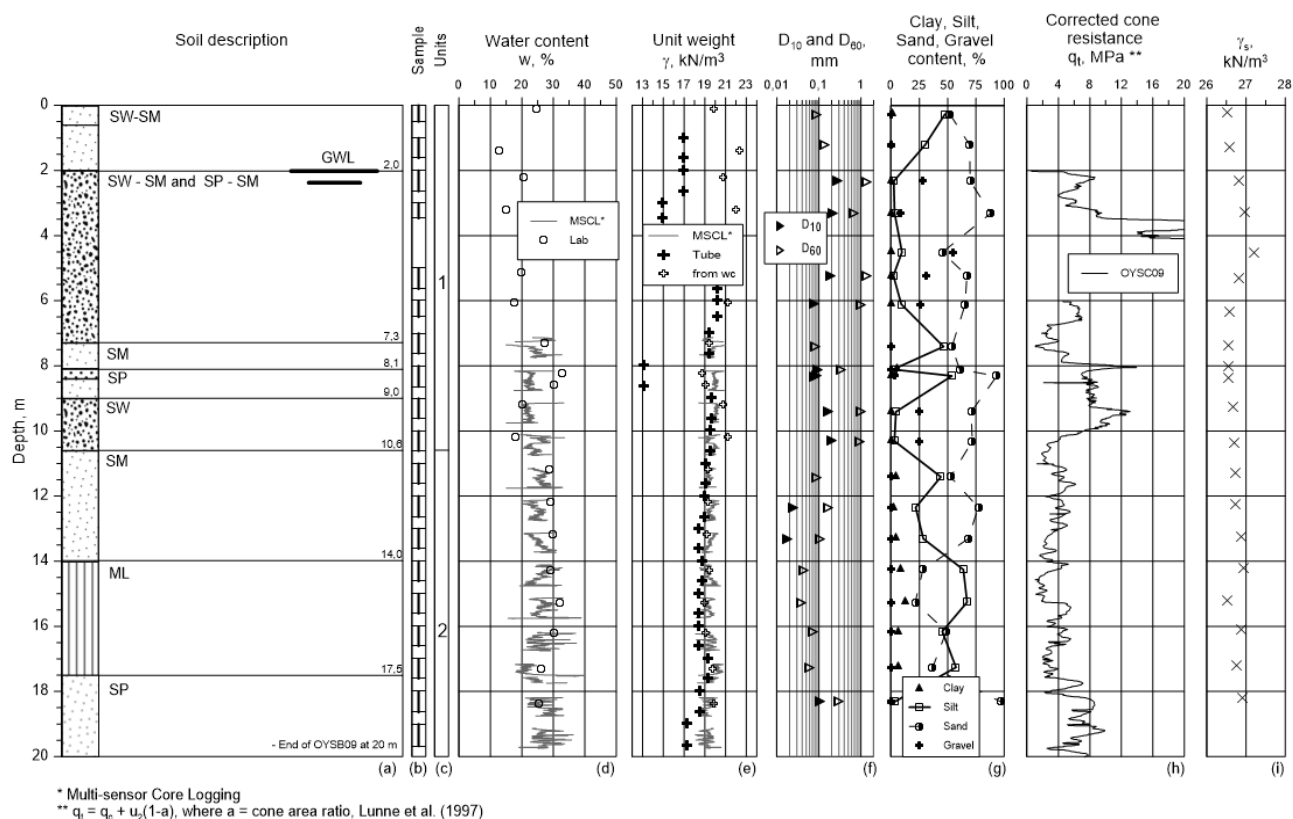 Soil description
Sample
Units
Water content
w, %
Unit weight
γ, kN/m³
D₁₀ and D₆₀,
mm
Clay, Silt,
Sand, Gravel
content, %
Corrected cone
resistance
qₜ, MPa **
γₛ,
kN/m³
0 10 20 30 40 50
13 15 17 19 21 23
0,01 0,1 1
0 25 50 75 100
0 4 8 12 16 20
26 27 28
Depth, m
0
2
4
6
8
10
12
14
16
18
20
SW-SM
GWL
2,0
SW - SM and SP - SM
7,3
SM
8,1
SP
9,0
SW
10,6
SM
14,0
ML
17,5
SP
- End of OYSB09 at 20 m
1
2
MSCL*
Lab
MSCL*
Tube
from wc
D₁₀
D₆₀
OYSC09
Clay
Silt
Sand
Gravel
(a) (b) (c) (d) (e) (f) (g) (h) (i)
* Multi-sensor Core Logging
** qₜ = q꜀ + u₂(1-a), where a = cone area ratio, Lunne et al. (1997)